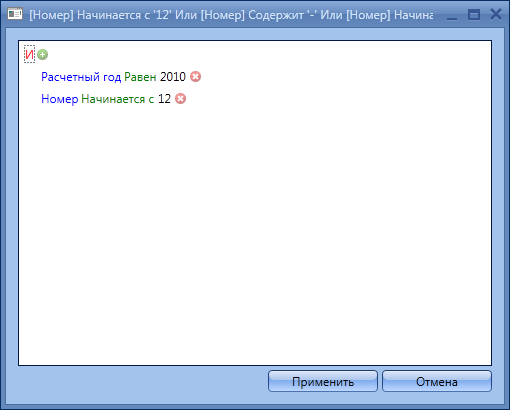 [Номер] Начинается с '12' Или [Номер] Содержит '-' Или [Номер] Начина
И
Расчетный год Равен 2010
Номер Начинается с 12
Применить Отмена